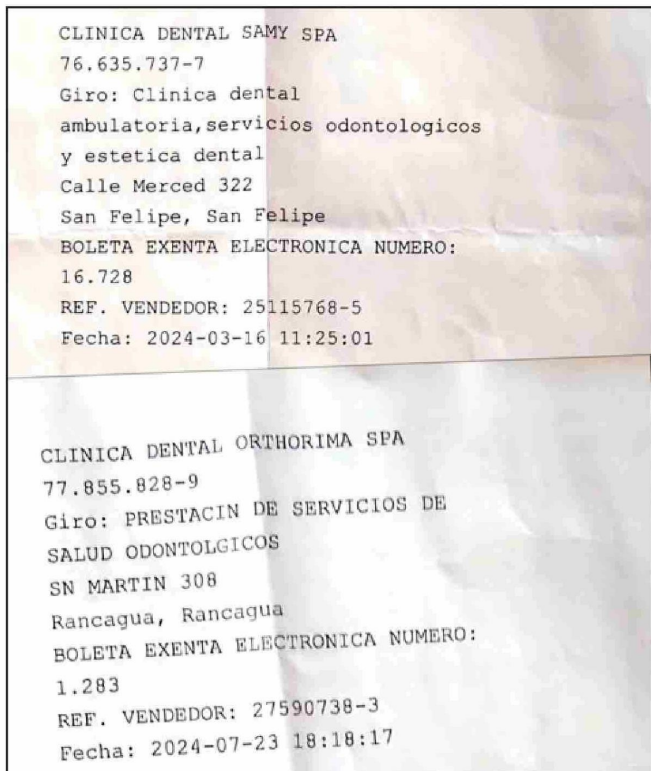 CLINICA DENTAL SAMY SPA
76.635.737-7
Giro: Clinica dental
ambulatoria,servicios odontologicos
y estetica dental
Calle Merced 322
San Felipe, San Felipe
BOLETA EXENTA ELECTRONICA NUMERO:
16.728
REF. VENDEDOR: 25115768-5
Fecha: 2024-03-16 11:25:01
CLINICA DENTAL ORTHORIMA SPA
77.855.828-9
Giro: PRESTACIN DE SERVICIOS DE
SALUD ODONTOLGICOS
SN MARTIN 308
Rancagua, Rancagua
BOLETA EXENTA ELECTRONICA NUMERO:
1.283
REF. VENDEDOR: 27590738-3
Fecha: 2024-07-23 18:18:17